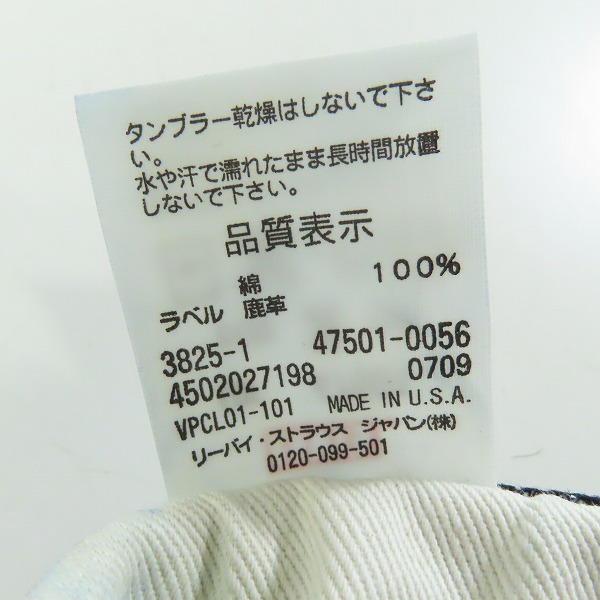 タンブラー乾燥はしないで下さ
い。
水や汗で濡れたまま長時間放置
しないで下さい。
品質表示
綿 100%
ラベル 鹿革
3825-1 47501-0056
4502027198 0709
VPCL01-101 MADE IN U.S.A.
リーバイ・ストラウス ジャパン(株)
0120-099-501